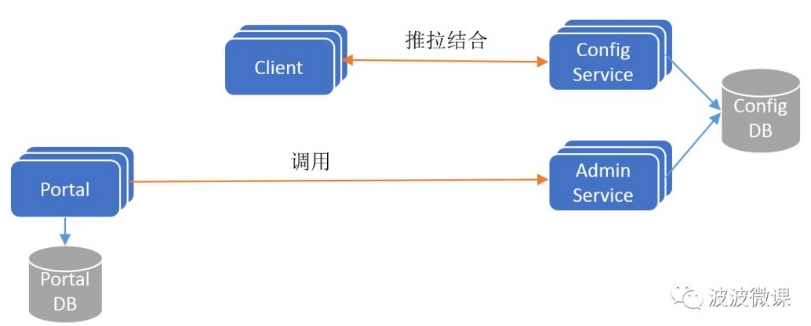 推拉结合
Client
Config
Service
Config
DB
调用
Portal
Admin
Service
Portal
DB
波波微课